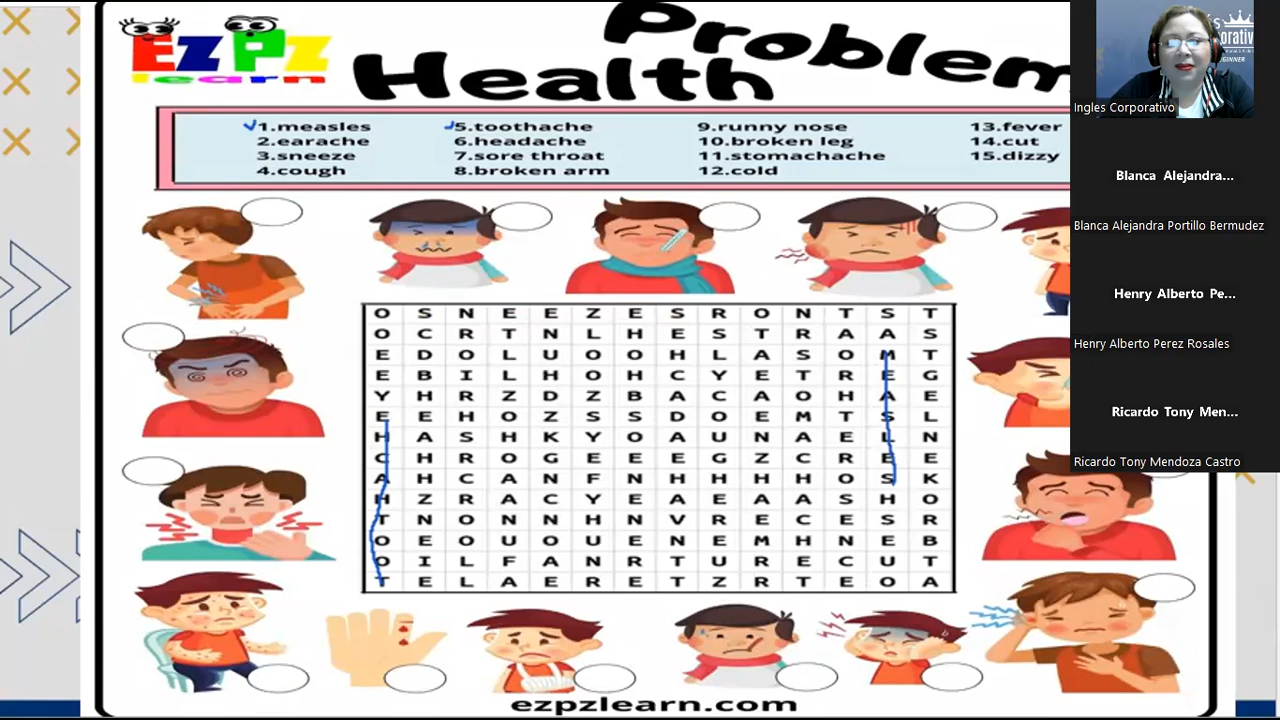 EZPZ
learn
Health Problem
1.measles 5.toothache 9.runny nose 13.fever
2.earache 6.headache 10.broken leg 14.cut
3.sneeze 7.sore throat 11.stomachache 15.dizzy
4.cough 8.broken arm 12.cold
O S N E E Z E S R O N T S T
O C R T N L H E S T R A A S
E D O L U O O H L A S O M T
E B I L H O H C Y E T R E G
Y H R Z D Z B A C A O H A E
E E H O Z S S D O E M T S L
H A S H K Y O A U N A E L N
C H R O G E E E G Z C R E E
A H C A N F N H H H H O S K
H Z R A C Y E A E A A S H O
T N O N N H N V R E C E S R
O E O U O U E N E M H N E B
O I L F A N R T U R E C U T
T E L A E R E T Z R T E O A
ezpzlearn.com
Ingles Corporativo
Blanca Alejandra...
Blanca Alejandra Portillo Bermudez
Henry Alberto Pe...
Henry Alberto Perez Rosales
Ricardo Tony Men...
Ricardo Tony Mendoza Castro